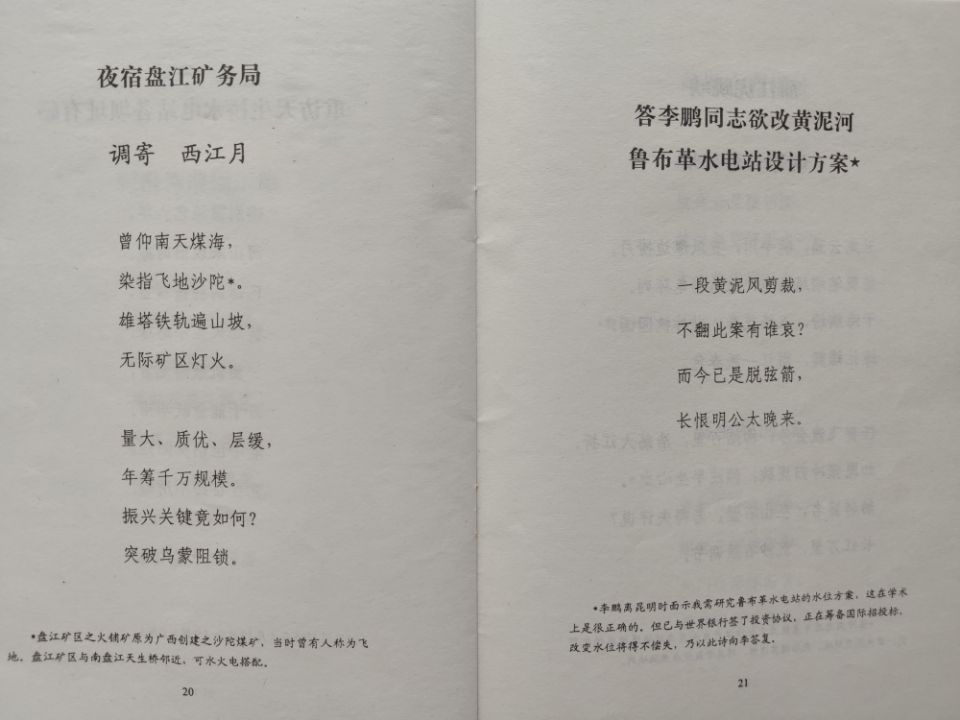 夜宿盘江矿务局
调寄 西江月
曾仰南天煤海，
染指飞地沙陀*。
雄塔铁轨遍山坡，
无际矿区灯火。
量大、质优、层缓，
年筹千万规模。
振兴关键竟如何？
突破乌蒙阻锁。
*盘江矿区之火铺矿原为广西创建之沙陀煤矿，当时曾有人称为飞
地。盘江矿区与南盘江天生桥邻近，可水火电搭配。
20
答李鹏同志欲改黄泥河
鲁布革水电站设计方案*
一段黄泥风剪裁，
不翻此案有谁哀？
而今已是脱弦箭，
长恨明公太晚来。
*李鹏离昆明时面示我需研究鲁布革水电站的水位方案，这在学术
上是很正确的。但已与世界银行签了投资协议，正在筹备国际招投标，
改变水位将得不偿失，乃以此诗向李答复。
21